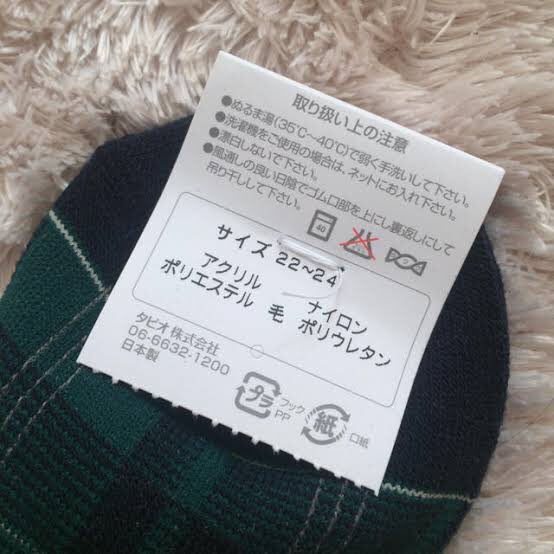 取り扱い上の注意
●ぬるま湯(35℃～40℃)で弱く手洗いして下さい。
●洗濯機をご使用の場合は、ネットにお入れ下さい。
●漂白しないで下さい。
●風通しの良い日陰でゴム口部を上にし裏返しにして
吊り干しして下さい。
40
サイズ 22～24
アクリル ナイロン
ポリエステル 毛 ポリウレタン
タビオ株式会社
06-6632-1200
日本製
プラ フック PP 紙 口紙